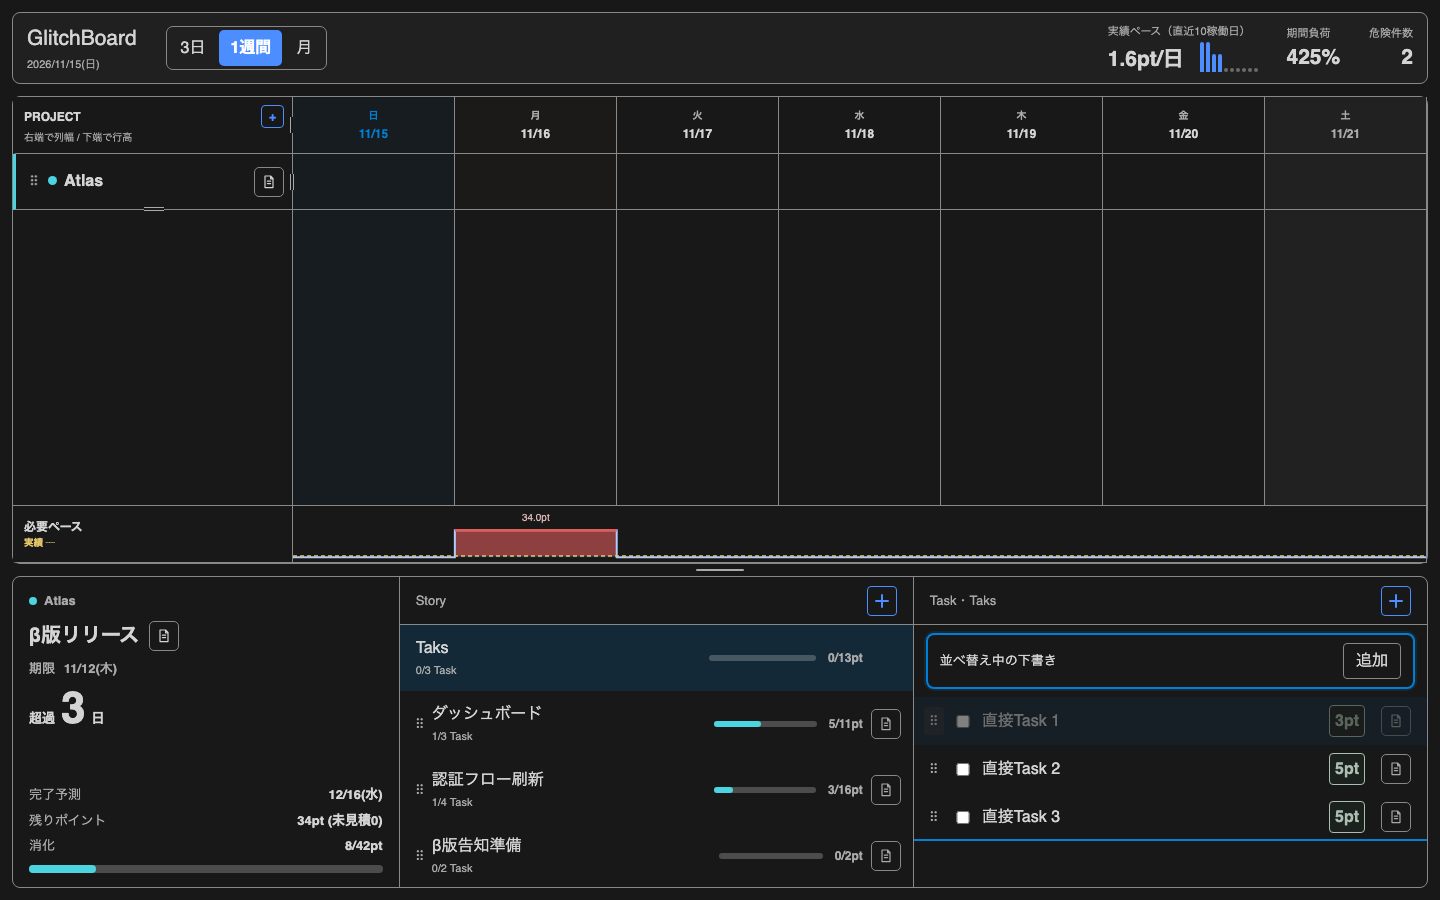 GlitchBoard
2026/11/15(日)
3日 1週間 月
実績ペース（直近10稼働日）
1.6pt/日
期間負荷
425%
危険件数
2
PROJECT
右端で列幅 / 下端で行高
+
日
11/15
月
11/16
火
11/17
水
11/18
木
11/19
金
11/20
土
11/21
Atlas
必要ペース
実績 ―
34.0pt
Atlas
β版リリース
期限 11/12(木)
超過 3 日
完了予測 12/16(水)
残りポイント 34pt (未見積0)
消化 8/42pt
Story
+
Taks
0/3 Task
0/13pt
ダッシュボード
1/3 Task
5/11pt
認証フロー刷新
1/4 Task
3/16pt
β版告知準備
0/2 Task
0/2pt
Task・Taks
+
並べ替え中の下書き
追加
直接Task 1 3pt
直接Task 2 5pt
直接Task 3 5pt